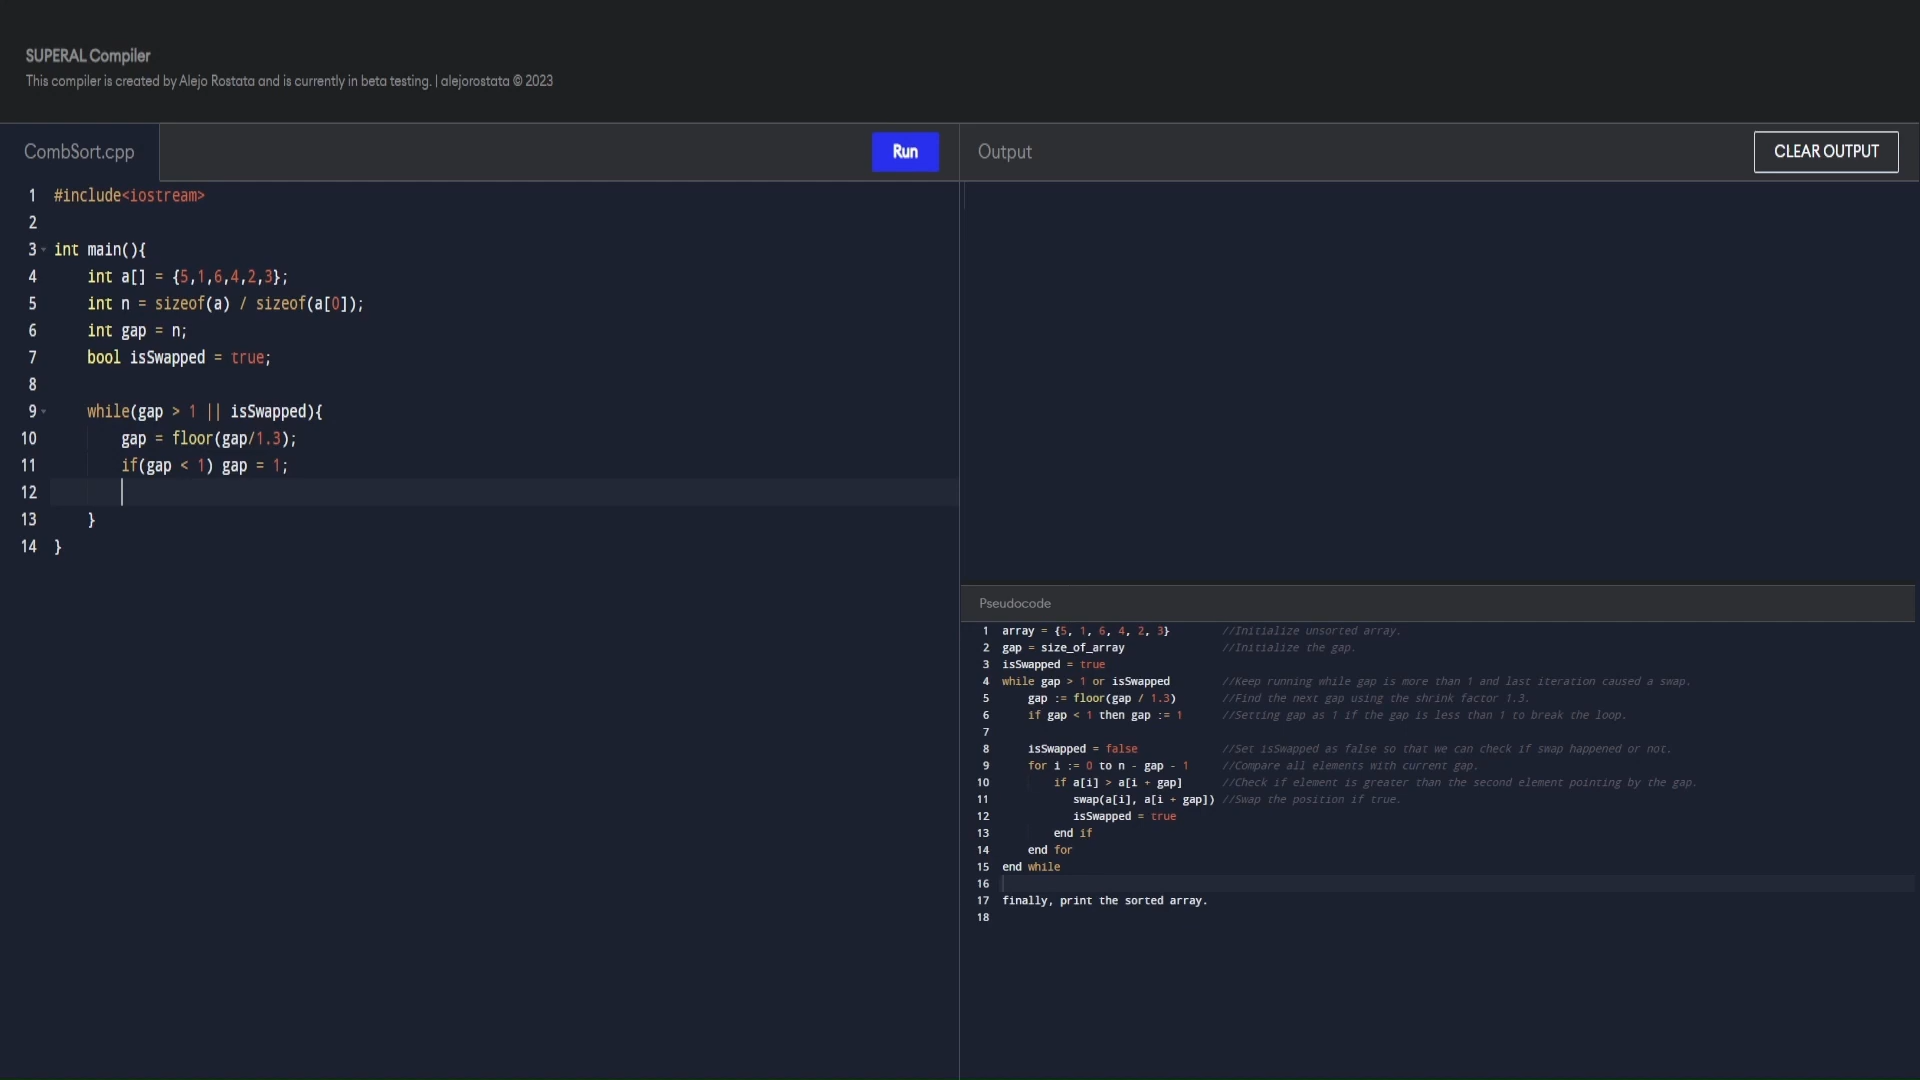 SUPERAL Compiler
This compiler is created by Alejo Rostata and is currently in beta testing. | alejorostata © 2023
CombSort.cpp
Run
1 #include<iostream>
2
3 int main(){
4     int a[] = {5,1,6,4,2,3};
5     int n = sizeof(a) / sizeof(a[0]);
6     int gap = n;
7     bool isSwapped = true;
8
9     while(gap > 1 || isSwapped){
10         gap = floor(gap/1.3);
11         if(gap < 1) gap = 1;
12
13     }
14 }
Output
CLEAR OUTPUT
Pseudocode
1 array = {5, 1, 6, 4, 2, 3} //Initialize unsorted array.
2 gap = size_of_array //Initialize the gap.
3 isSwapped = true
4 while gap > 1 or isSwapped //Keep running while gap is more than 1 and last iteration caused a swap.
5     gap := floor(gap / 1.3) //Find the next gap using the shrink factor 1.3.
6     if gap < 1 then gap := 1 //Setting gap as 1 if the gap is less than 1 to break the loop.
7
8     isSwapped = false //Set isSwapped as false so that we can check if swap happened or not.
9     for i := 0 to n - gap - 1 //Compare all elements with current gap.
10         if a[i] > a[i + gap] //Check if element is greater than the second element pointing by the gap.
11            swap(a[i], a[i + gap]) //Swap the position if true.
12            isSwapped = true
13         end if
14     end for
15 end while
16
17 finally, print the sorted array.
18